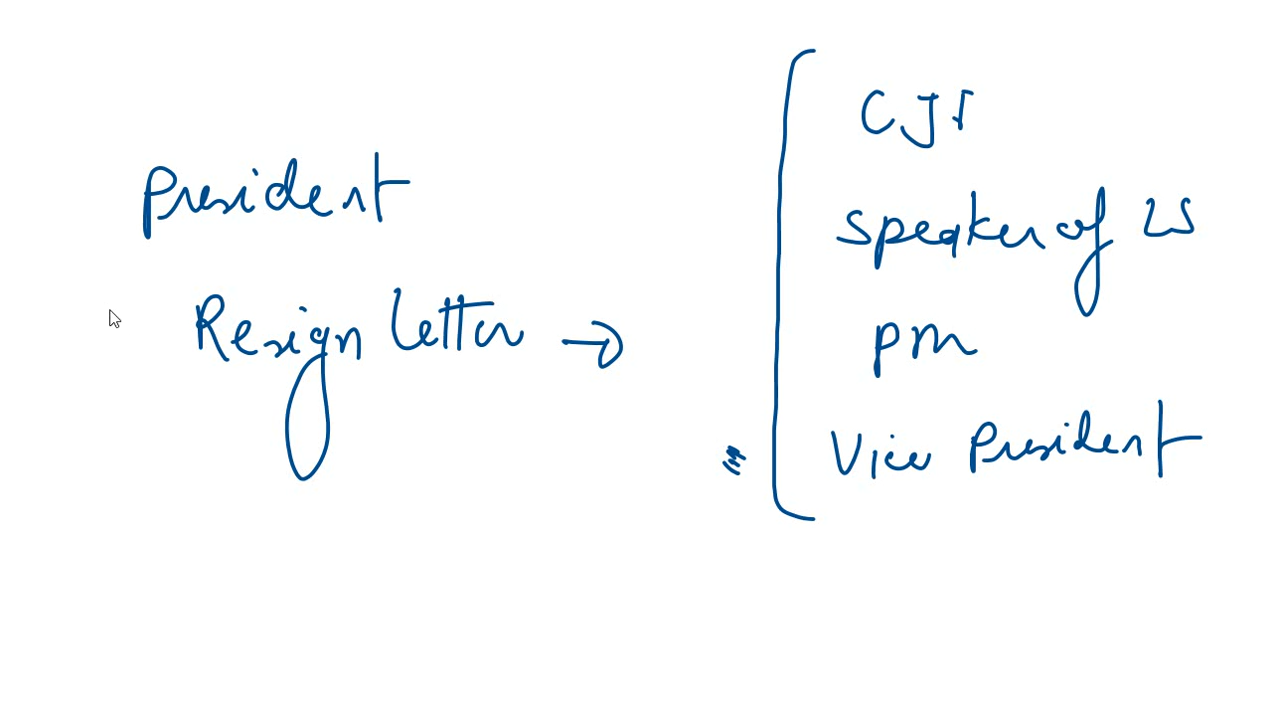 President
Resign letter →
CJI
Speaker of LS
PM
Vice President